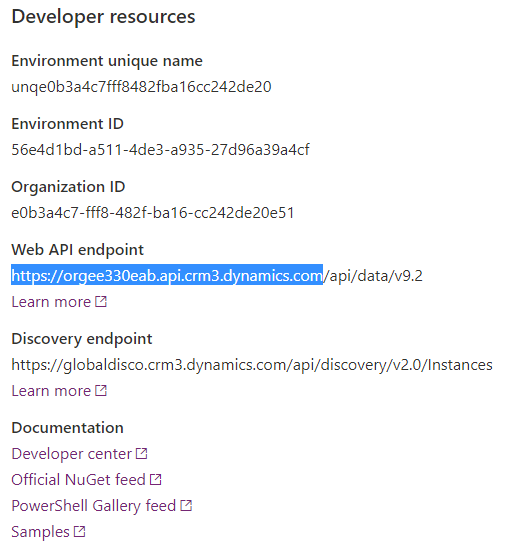 Developer resources
Environment unique name
unqe0b3a4c7fff8482fba16cc242de20
Environment ID
56e4d1bd-a511-4de3-a935-27d96a39a4cf
Organization ID
e0b3a4c7-fff8-482f-ba16-cc242de20e51
Web API endpoint
https://orgee330eab.api.crm3.dynamics.com/api/data/v9.2
Learn more
Discovery endpoint
https://globaldisco.crm3.dynamics.com/api/discovery/v2.0/Instances
Learn more
Documentation
Developer center
Official NuGet feed
PowerShell Gallery feed
Samples